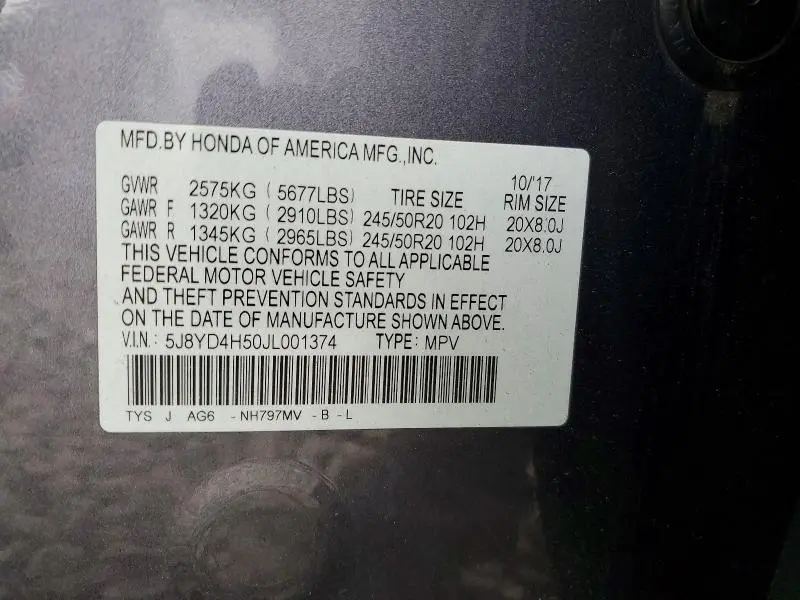 MFD.BY HONDA OF AMERICA MFG.,INC.
10/'17
GVWR 2575KG (5677LBS) TIRE SIZE RIM SIZE
GAWR F 1320KG (2910LBS) 245/50R20 102H 20X8.0J
GAWR R 1345KG (2965LBS) 245/50R20 102H 20X8.0J
THIS VEHICLE CONFORMS TO ALL APPLICABLE
FEDERAL MOTOR VEHICLE SAFETY
AND THEFT PREVENTION STANDARDS IN EFFECT
ON THE DATE OF MANUFACTURE SHOWN ABOVE.
V.I.N.: 5J8YD4H50JL001374 TYPE: MPV
TYS J AG6 -NH797MV -B-L